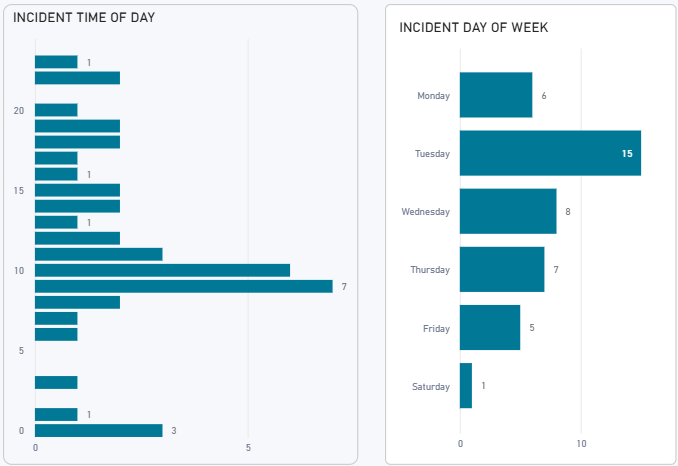 INCIDENT TIME OF DAY
1
20
1
15
1
10
7
5
1
0
3
0
5
INCIDENT DAY OF WEEK
Monday
6
Tuesday
15
Wednesday
8
Thursday
7
Friday
5
Saturday
1
0
10